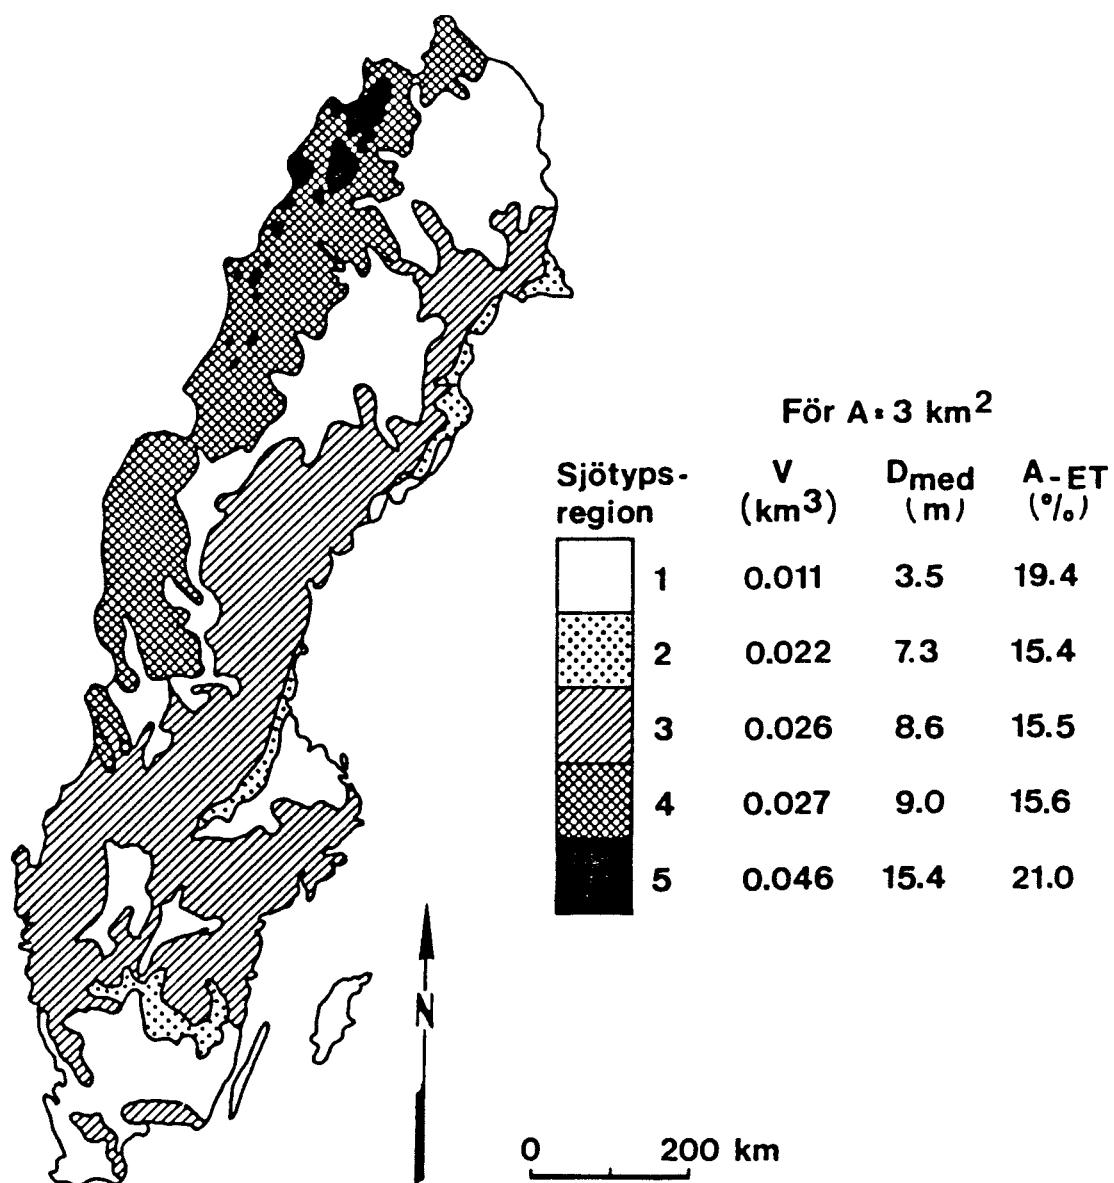 För A = 3 km²
Sjötyps-region V (km³) Dmed (m) A-ET (%)
1 0.011 3.5 19.4
2 0.022 7.3 15.4
3 0.026 8.6 15.5
4 0.027 9.0 15.6
5 0.046 15.4 21.0
N
0 200 km